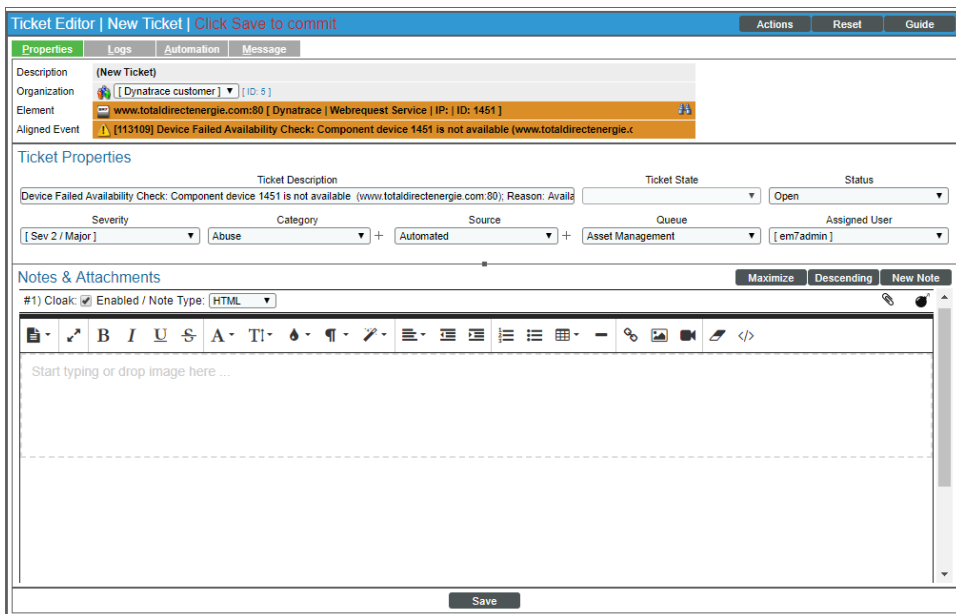 Ticket Editor | New Ticket | Click Save to commit Actions Reset Guide
Properties Logs Automation Message
Description (New Ticket)
Organization [ Dynatrace customer ] [ ID: 5 ]
Element www.totaldirectenergie.com:80 [ Dynatrace | Webrequest Service | IP: | ID: 1451 ]
Aligned Event [113109] Device Failed Availability Check: Component device 1451 is not available (www.totaldirectenergie.c
Ticket Properties
Ticket Description Ticket State Status
Device Failed Availability Check: Component device 1451 is not available (www.totaldirectenergie.com:80); Reason: Availa Open
Severity Category Source Queue Assigned User
[ Sev 2 / Major ] Abuse + Automated + Asset Management [ em7admin ]
Notes & Attachments Maximize Descending New Note
#1) Cloak: Enabled / Note Type: HTML
B I U S A TI ¶ </>
Start typing or drop image here ...
Save